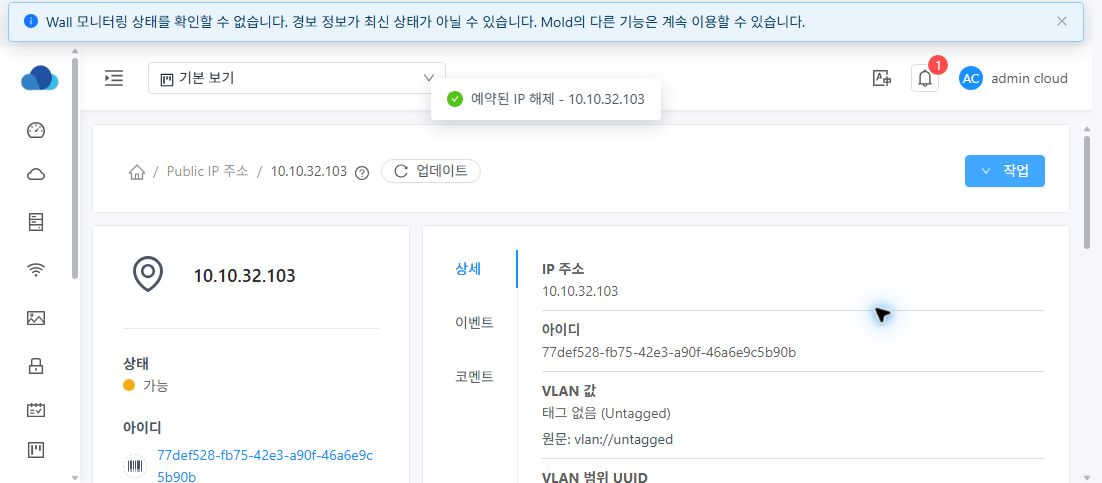 Wall 모니터링 상태를 확인할 수 없습니다. 경보 정보가 최신 상태가 아닐 수 있습니다. Mold의 다른 기능은 계속 이용할 수 있습니다.
기본 보기
1
AC admin cloud
예약된 IP 해제 - 10.10.32.103
/ Public IP 주소 / 10.10.32.103 업데이트
작업
10.10.32.103
상태
가능
아이디
77def528-fb75-42e3-a90f-46a6e9c
5b90b
상세
이벤트
코멘트
IP 주소
10.10.32.103
아이디
77def528-fb75-42e3-a90f-46a6e9c5b90b
VLAN 값
태그 없음 (Untagged)
원문: vlan://untagged
VLAN 범위 UUID